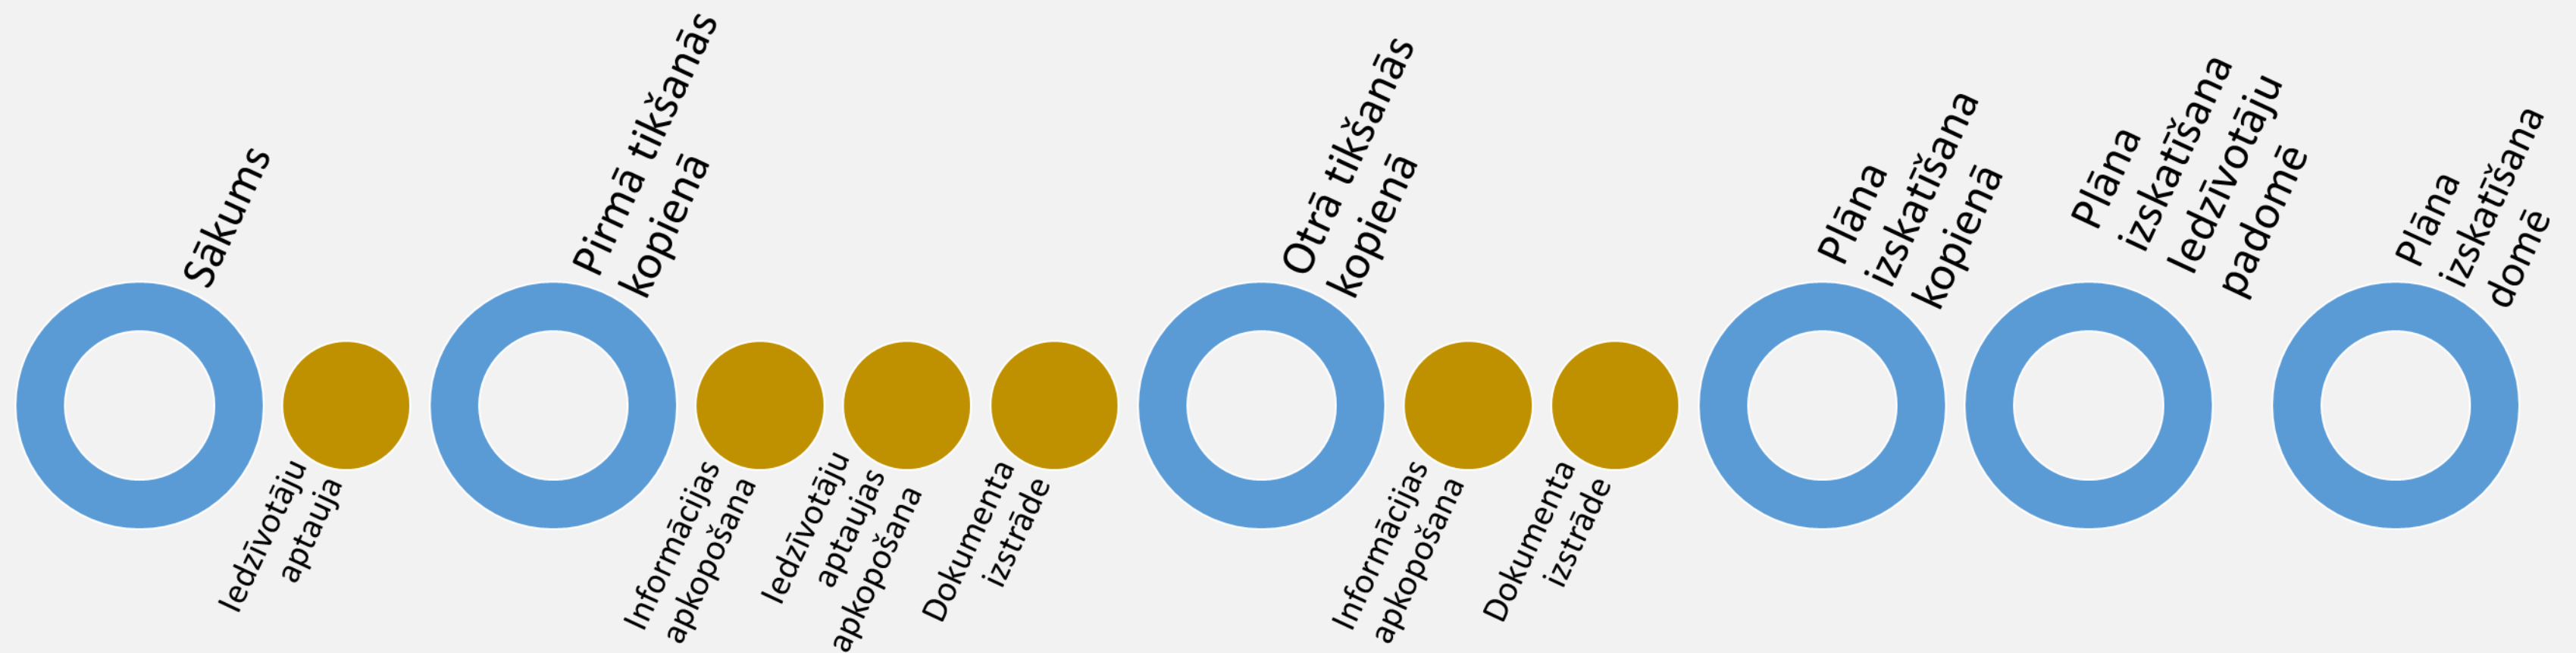 Sākums
Iedzīvotāju
aptauja
Pirmā tikšanās
kopienā
Informācijas
apkopošana
Iedzīvotāju
aptaujas
apkopošana
Dokumenta
izstrāde
Otrā tikšanās
kopienā
Informācijas
apkopošana
Dokumenta
izstrāde
Plāna
izskatīšana
kopienā
Plāna
izskatīšana
Iedzīvotāju
padomē
Plāna
izskatīšana
domē